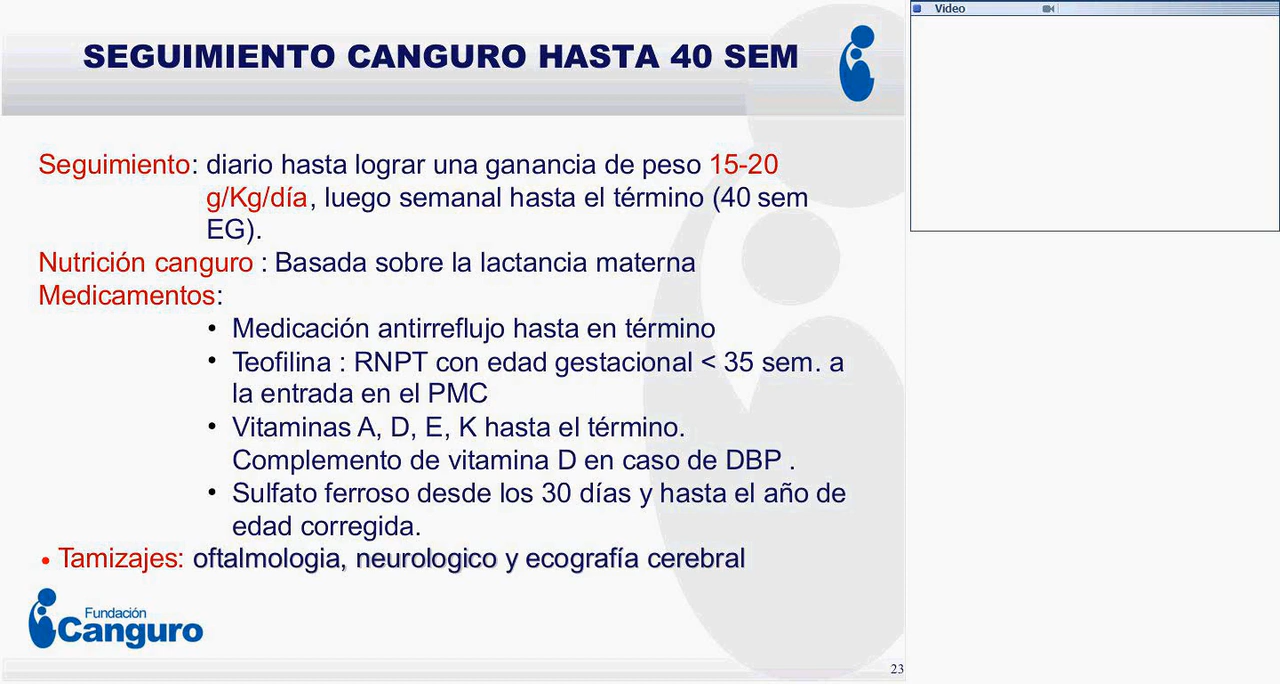 Video
SEGUIMIENTO CANGURO HASTA 40 SEM
Seguimiento: diario hasta lograr una ganancia de peso 15-20
g/Kg/día, luego semanal hasta el término (40 sem
EG).
Nutrición canguro : Basada sobre la lactancia materna
Medicamentos:
• Medicación antirreflujo hasta en término
• Teofilina : RNPT con edad gestacional < 35 sem. a
la entrada en el PMC
• Vitaminas A, D, E, K hasta el término.
Complemento de vitamina D en caso de DBP .
• Sulfato ferroso desde los 30 días y hasta el año de
edad corregida.
• Tamizajes: oftalmologia, neurologico y ecografía cerebral
Fundación
Canguro
23